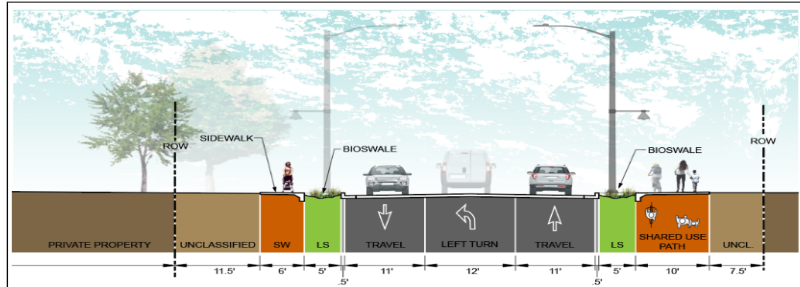 SIDEWALK
ROW
BIOSWALE
BIOSWALE
ROW
PRIVATE PROPERTY
UNCLASSIFIED
SW
LS
TRAVEL
LEFT TURN
TRAVEL
LS
SHARED USE
PATH
UNCL.
11.5'
6'
5'
.5'
11'
12'
11'
.5'
5'
10'
7.5'